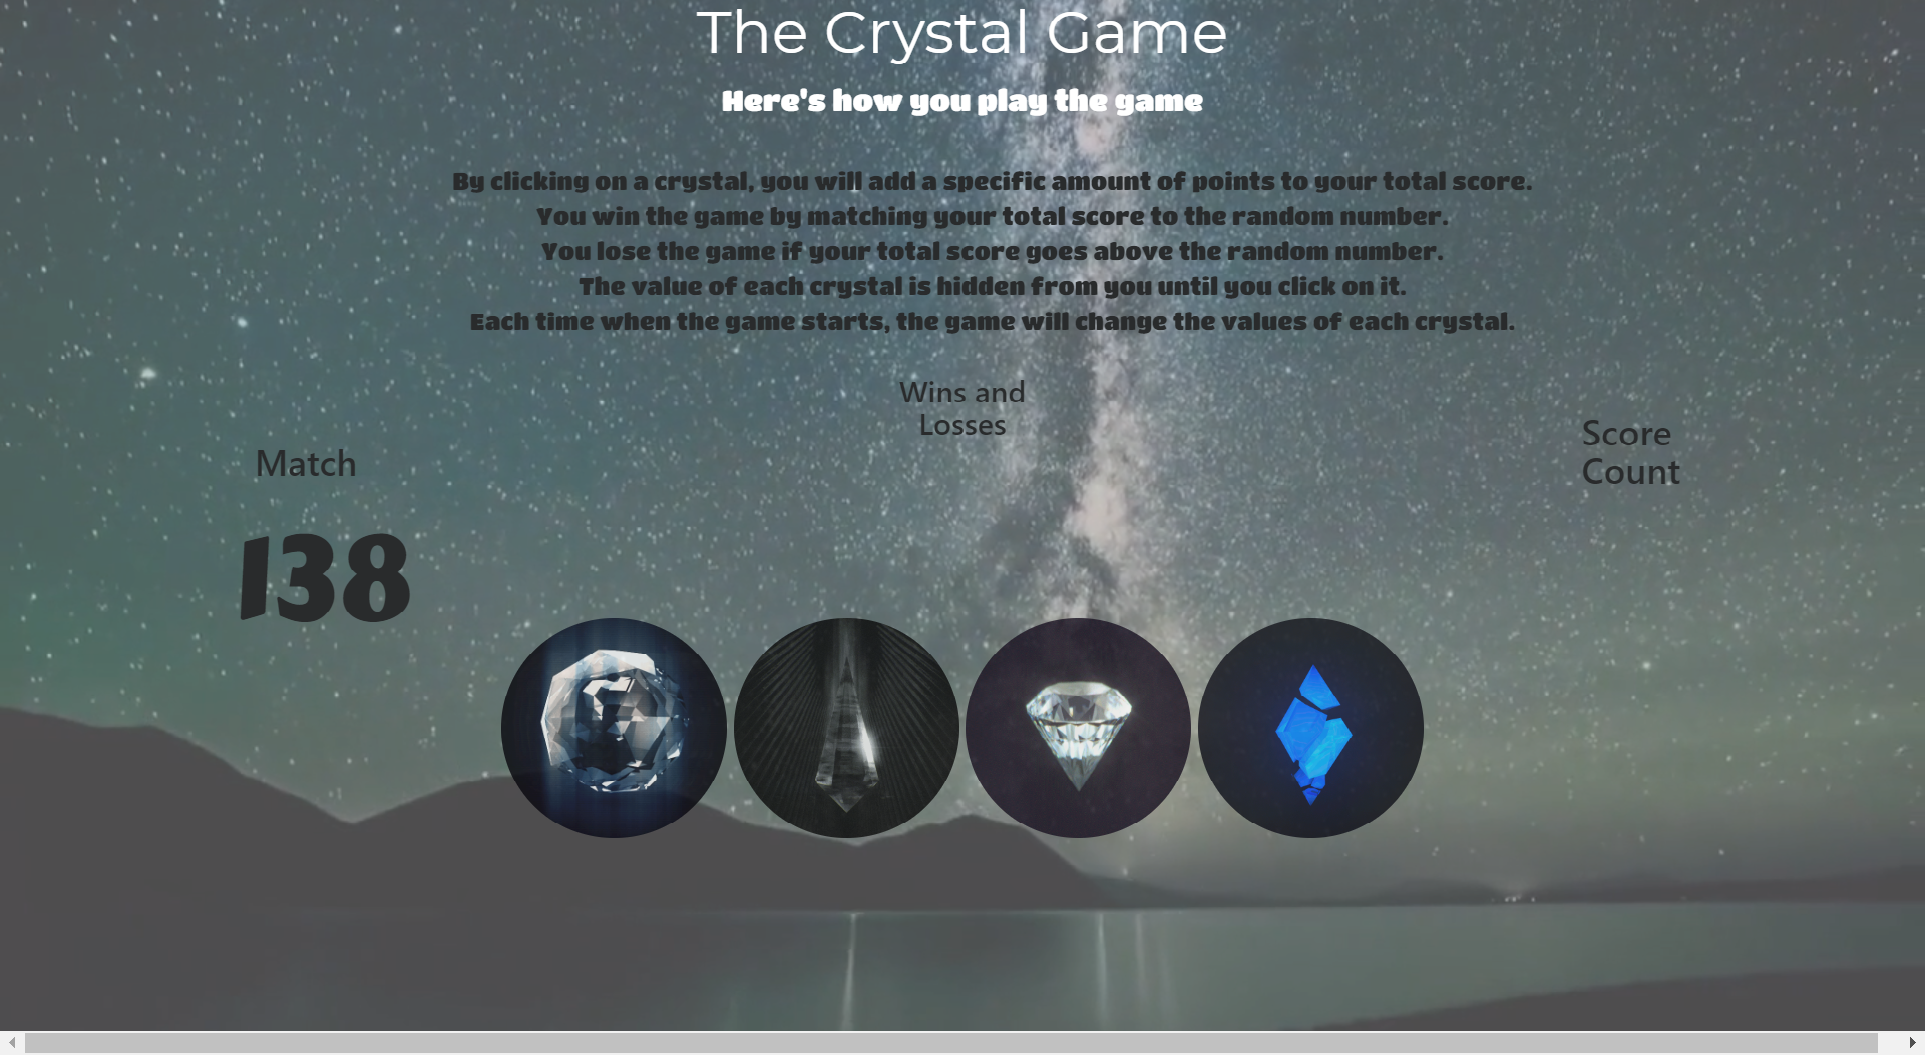 The Crystal Game
Here's how you play the game
By clicking on a crystal, you will add a specific amount of points to your total score.
You win the game by matching your total score to the random number.
You lose the game if your total score goes above the random number.
The value of each crystal is hidden from you until you click on it.
Each time when the game starts, the game will change the values of each crystal.
Wins and
Losses
Match
Score
Count
138